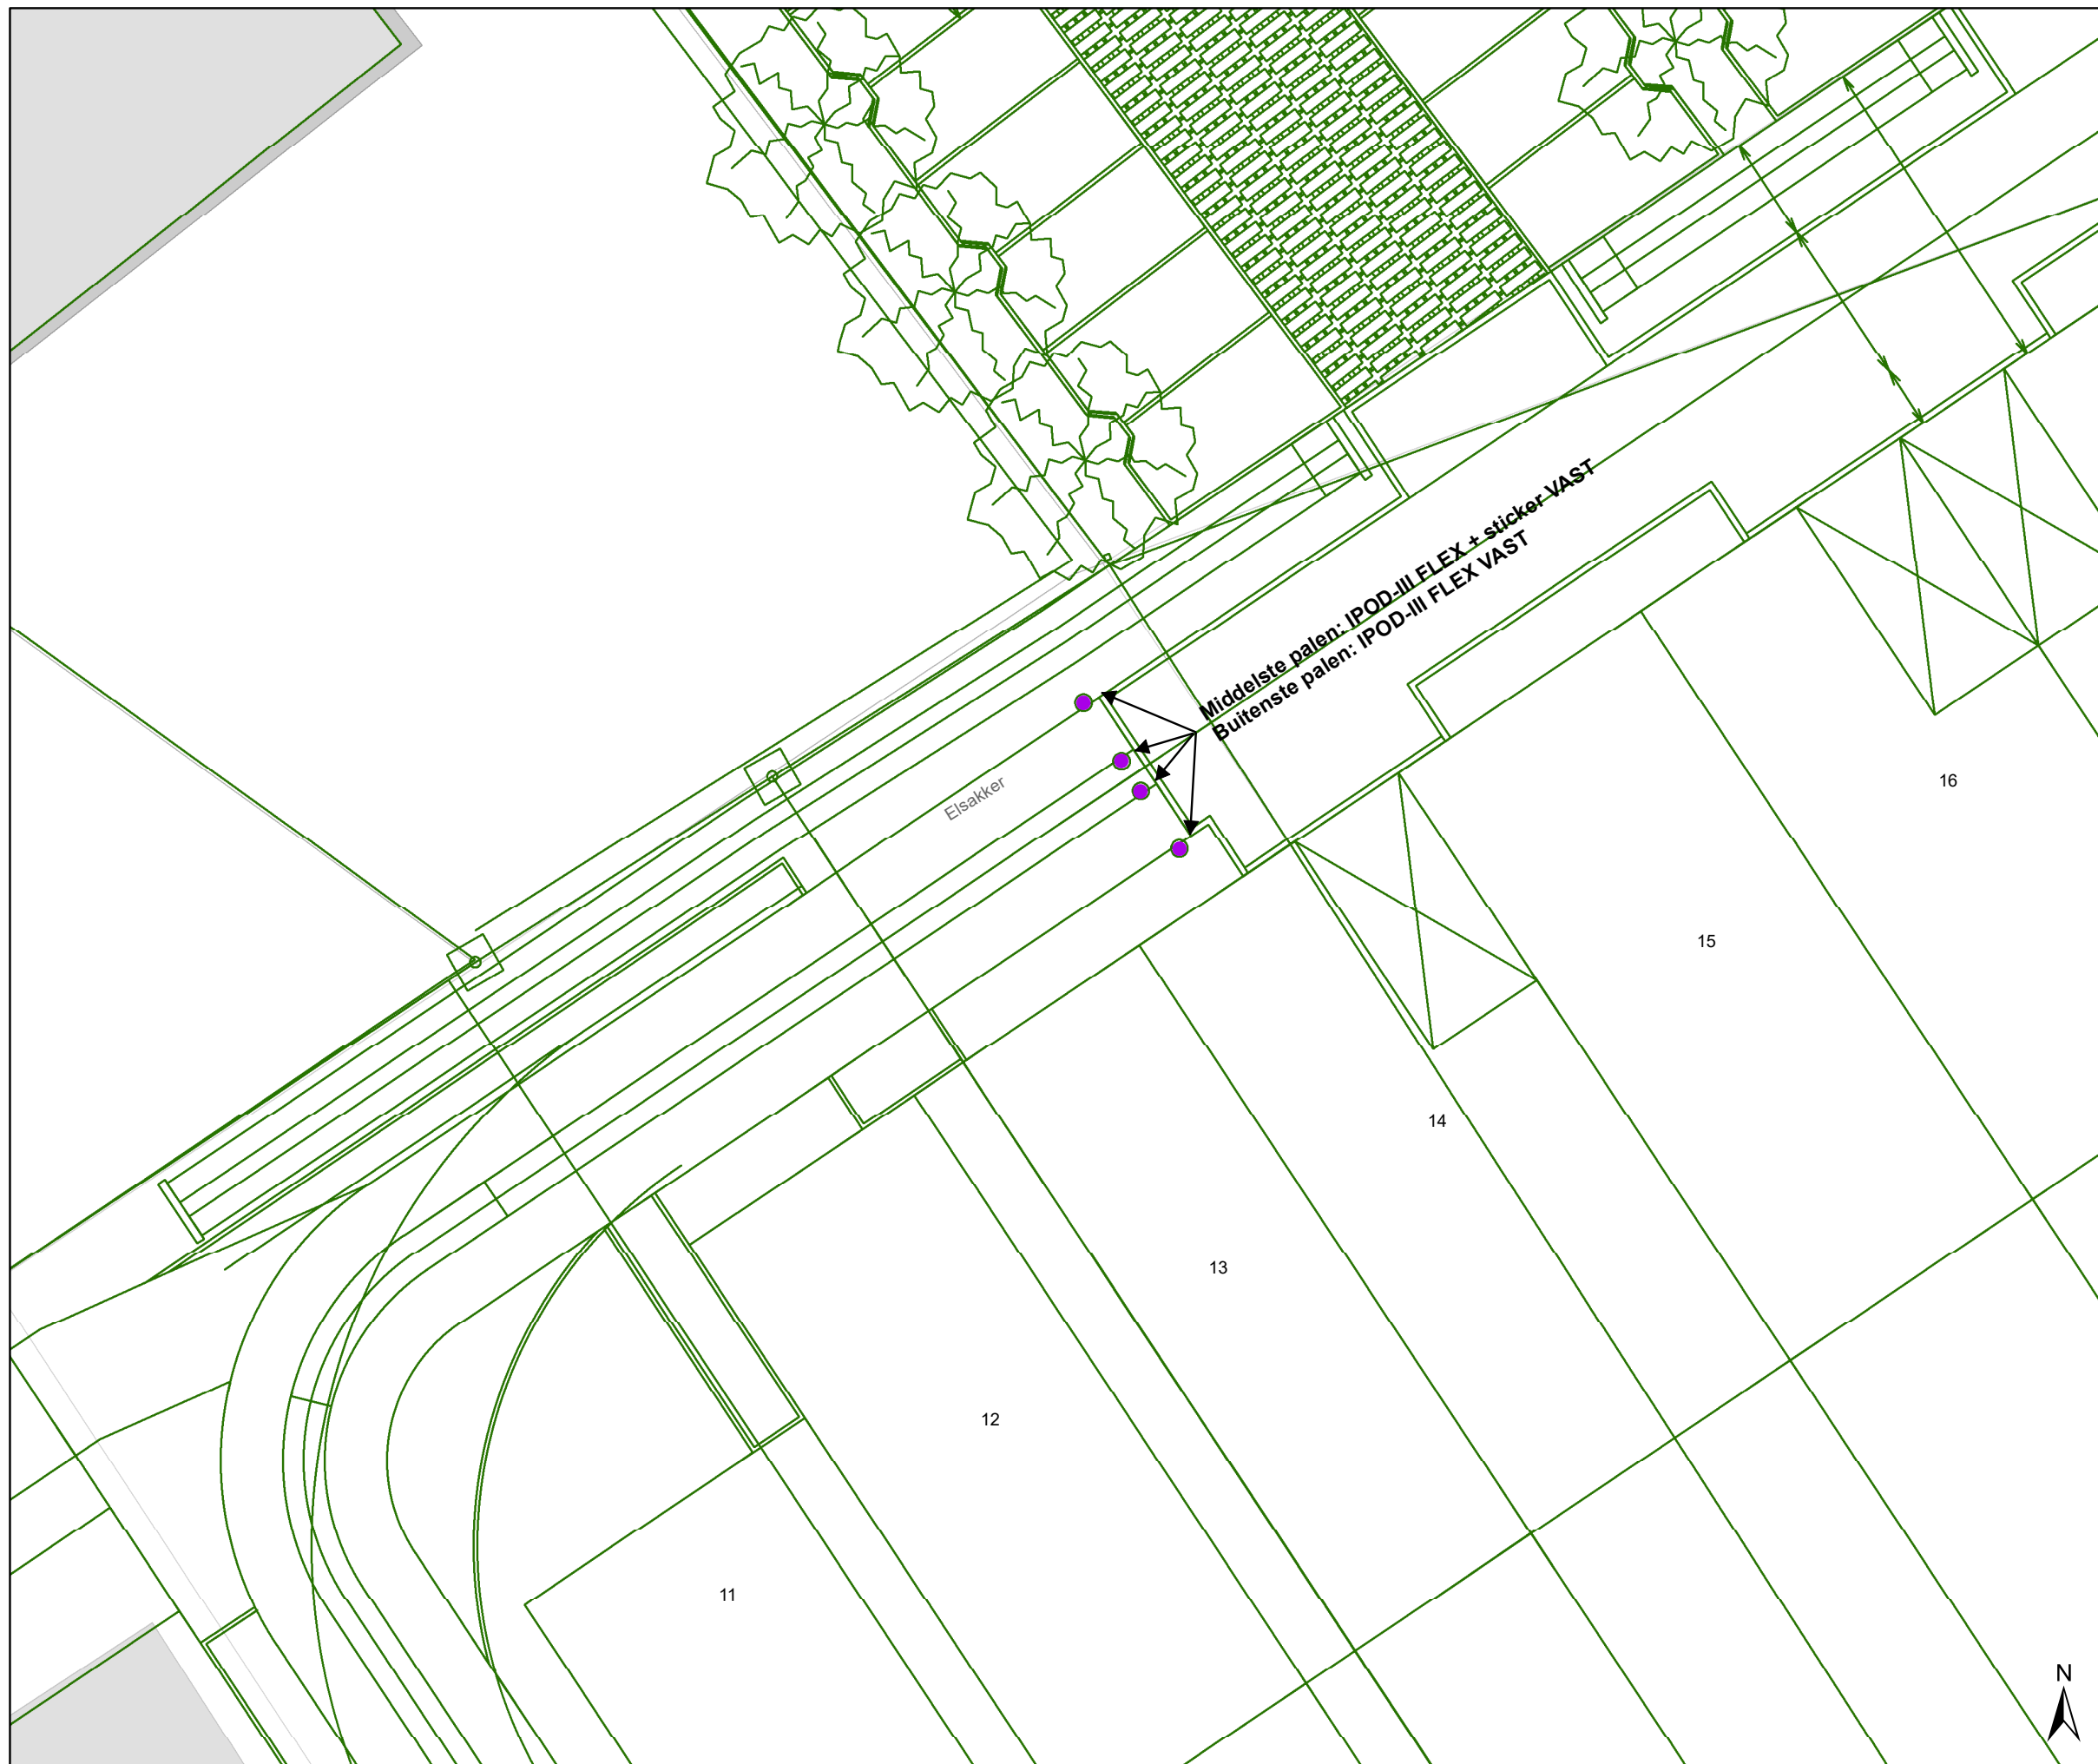 Middelste palen: IPOD-III FLEX + sticker VAST
Buitenste palen: IPOD-III FLEX VAST
Elsakker
16
15
14
13
12
11
N